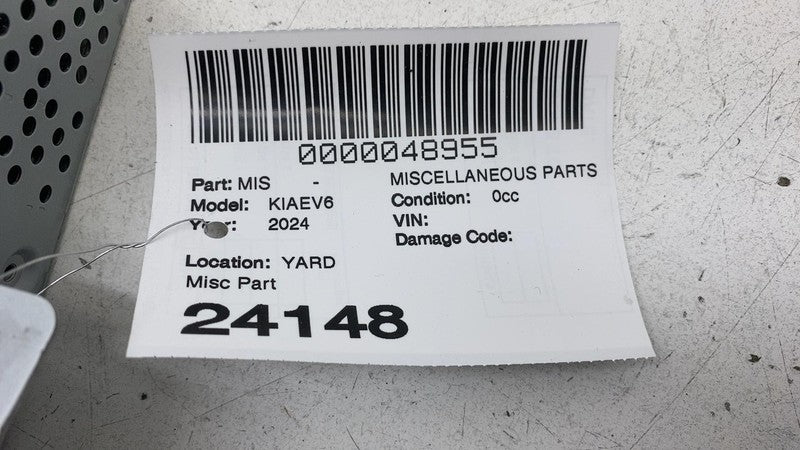 0000048955
Part: MIS - MISCELLANEOUS PARTS
Model: KIAEV6 Condition: 0cc
2024 VIN:
Damage Code:
Location: YARD
Misc Part
24148